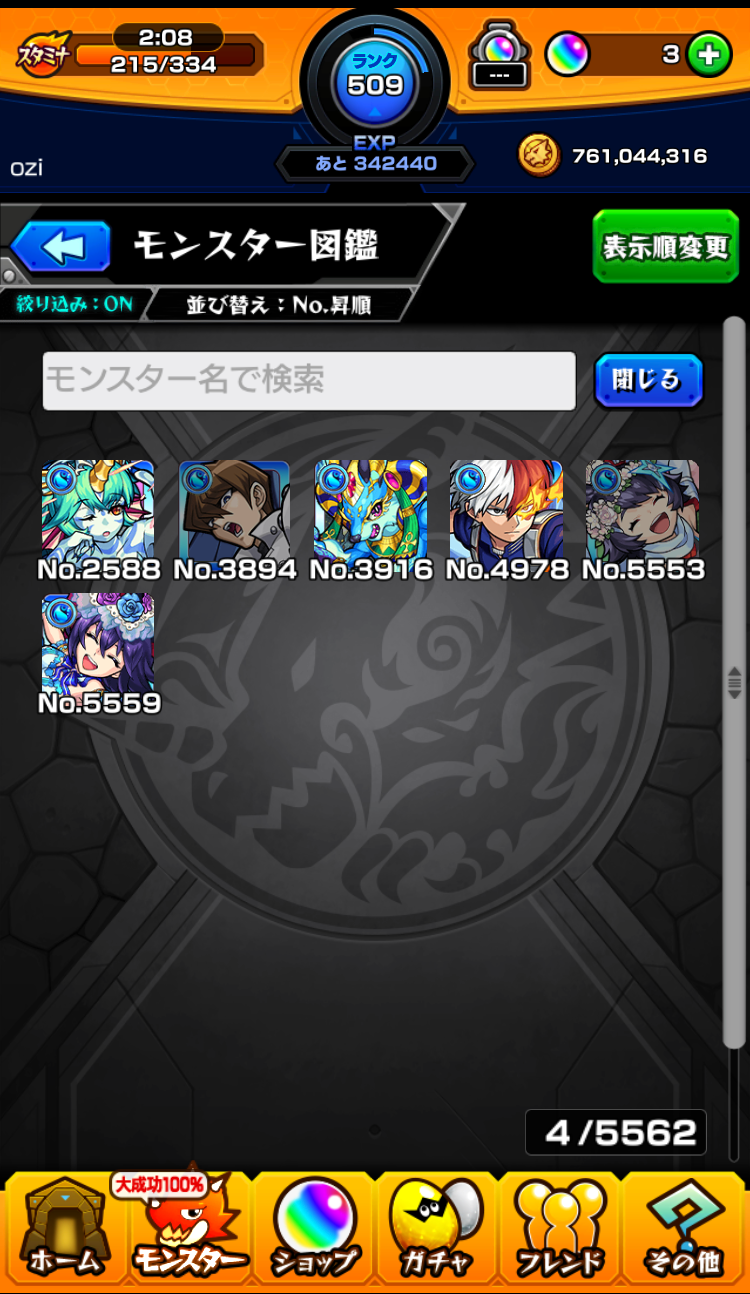 スタミナ
2:08
215/334
ランク
509
EXP
あと 342440
---
3
ozi
761,044,316
モンスター図鑑
表示順変更
絞り込み：ON
並び替え：No.昇順
モンスター名で検索
閉じる
No.2588 No.3894 No.3916 No.4978 No.5553
No.5559
4/5562
大成功100%
ホーム モンスター ショップ ガチャ フレンド その他